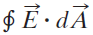 ∮ E⃗ · dA⃗